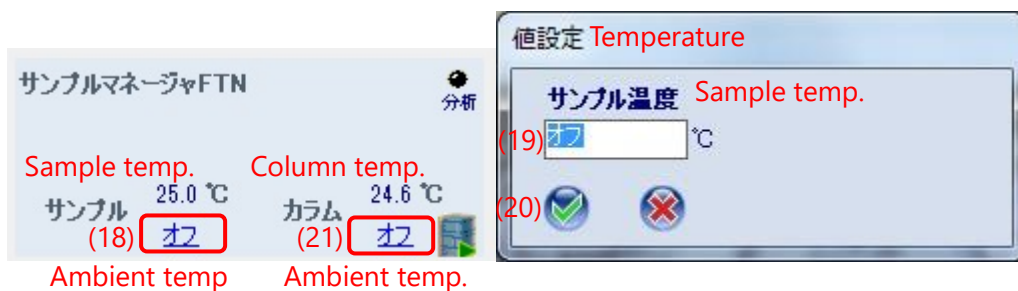 サンプルマネージャFTN
分析
Sample temp.
Column temp.
サンプル
25.0 ℃
カラム
24.6 ℃
(18)
オフ
(21)
オフ
Ambient temp
Ambient temp.
値設定 Temperature
サンプル温度 Sample temp.
(19) オフ ℃
(20)